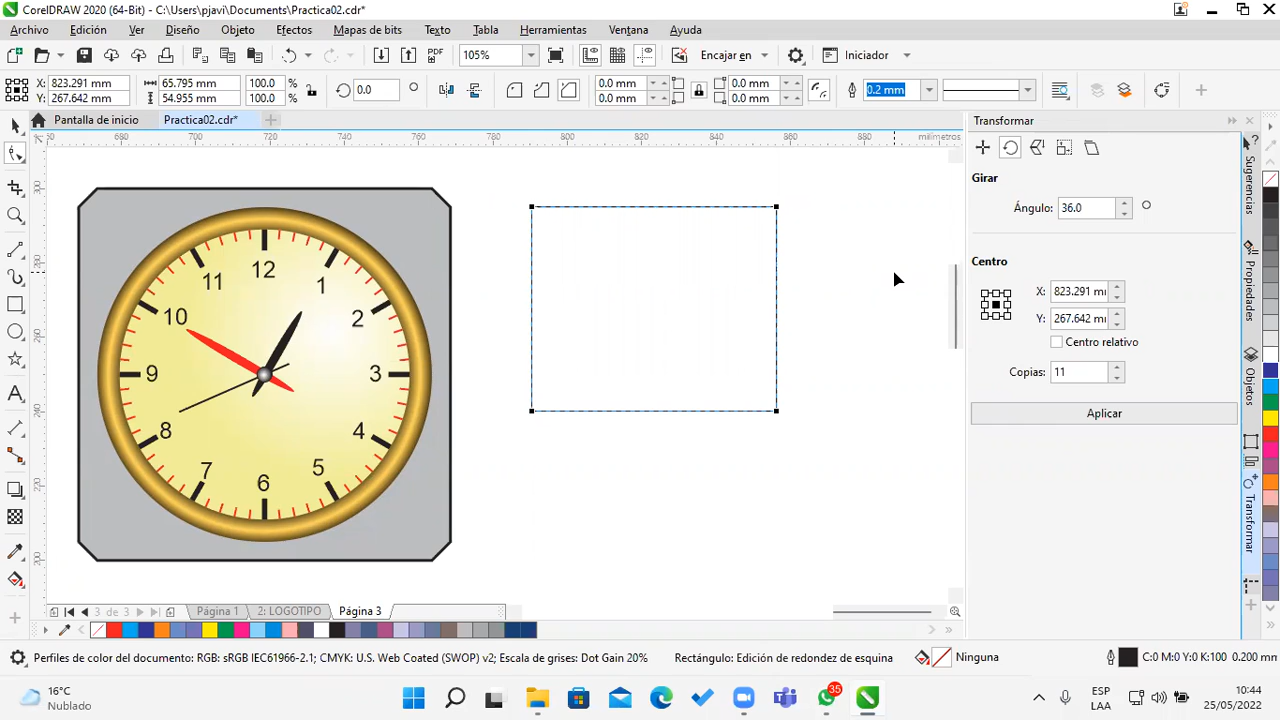 CorelDRAW 2020 (64-Bit) - C:\Users\pjavi\Documents\Practica02.cdr*
Archivo Edición Ver Diseño Objeto Efectos Mapas de bits Texto Tabla Herramientas Ventana Ayuda
PDF 105% Encajar en Iniciador
X: 823.291 mm 65.795 mm 100.0 % 0.0 0.0 mm 0.0 mm 0.2 mm
Y: 267.642 mm 54.955 mm 100.0 % 0.0 mm 0.0 mm
Pantalla de inicio Practica02.cdr*
Transformar
680 700 720 740 760 780 800 820 840 860 880 milímetros
Girar
Ángulo: 36.0
Centro
X: 823.291 mi
Y: 267.642 mi
Centro relativo
Copias: 11
Aplicar
Sugerencias
Propiedades
Objetos
Transformar
12
11 1
10 2
9 3
8 4
7 5
6
3 de 3 Página 1 2: LOGOTIPO Página 3
Perfiles de color del documento: RGB: sRGB IEC61966-2.1; CMYK: U.S. Web Coated (SWOP) v2; Escala de grises: Dot Gain 20% Rectángulo: Edición de redondez de esquina Ninguna C:0 M:0 Y:0 K:100 0.200 mm
16°C
Nublado
35
ESP
LAA
10:44
25/05/2022